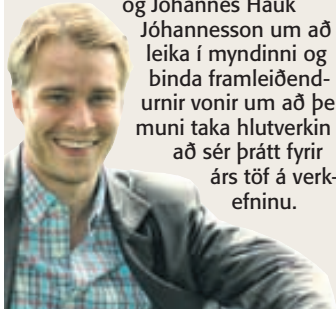 og Jóhannes Hauk
Jóhannesson um að
leika í myndinni og
binda framleiðend-
urnir vonir um að þe
muni taka hlutverkin
að sér þrátt fyrir
árs töf á verk-
efninu.